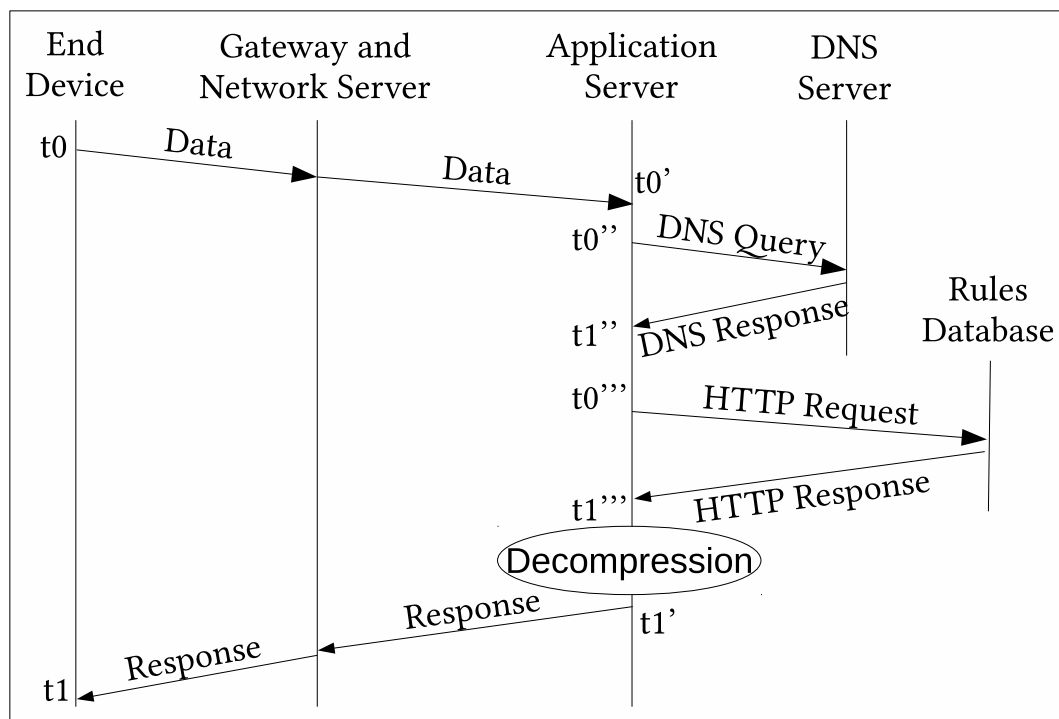 End
Device
Gateway and
Network Server
Application
Server
DNS
Server
t0
Data
Data
t0'
t0''
DNS Query
Rules
Database
t1''
DNS Response
t0'''
HTTP Request
t1'''
HTTP Response
Decompression
Response
t1'
Response
t1